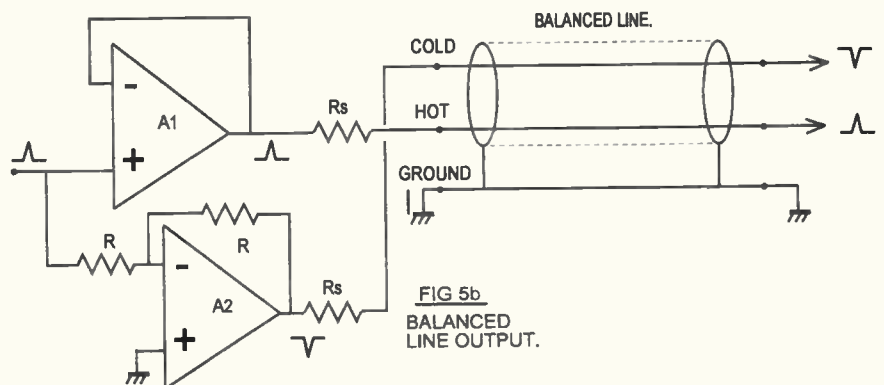 BALANCED LINE.
COLD
A1
Rs
HOT
GROUND
R
R
A2
Rs
FIG 5b
BALANCED
LINE OUTPUT.